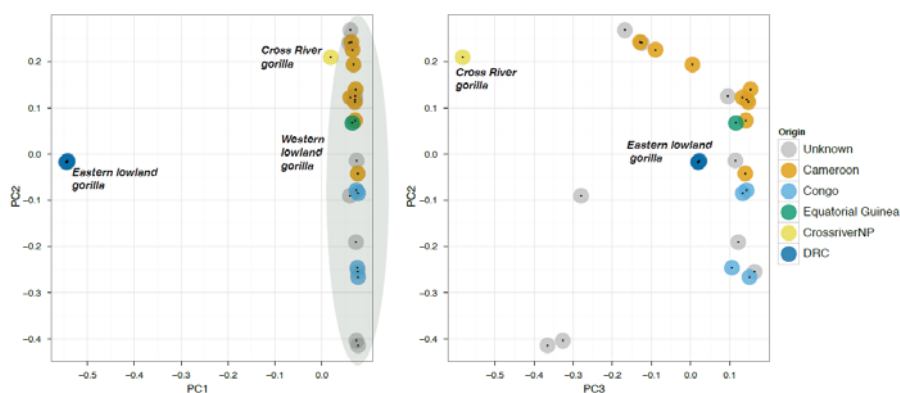 Cross River
gorilla
Western
lowland
gorilla
Eastern lowland
gorilla
PC2
0.2
0.1
0.0
−0.1
−0.2
−0.3
−0.4
−0.5
−0.4
−0.3
−0.2
−0.1
0.0
0.1
PC1
Cross River
gorilla
Eastern lowland
gorilla
PC2
0.2
0.1
0.0
−0.1
−0.2
−0.3
−0.4
−0.5
−0.4
−0.3
−0.2
−0.1
0.0
0.1
PC3
Origin
Unknown
Cameroon
Congo
Equatorial Guinea
CrossriverNP
DRC